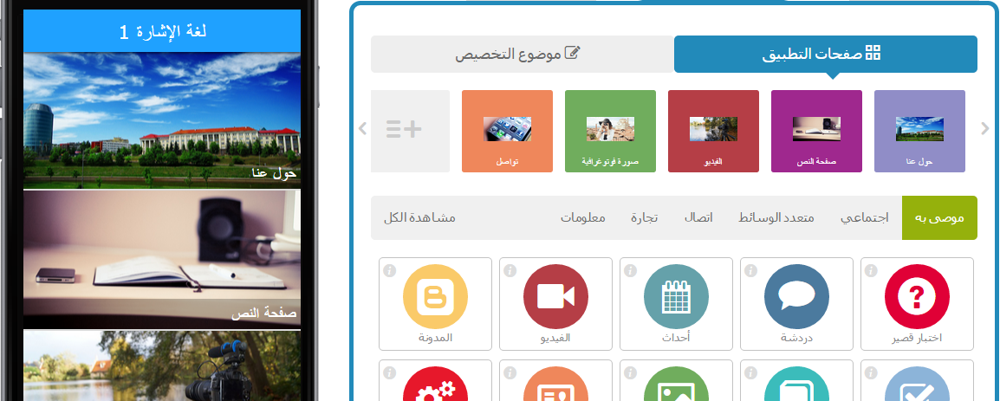 لغة الإشارة 1
حول عنا
صفحة النص
صفحات التطبيق
موضوع التخصيص
حول عنا
صفحة النص
الفيديو
صورة فوتوغرافية
تواصل
موصى به
اجتماعي
متعدد الوسائط
اتصال
تجارة
معلومات
مشاهدة الكل
اختبار قصير
دردشة
أحداث
الفيديو
المدونة